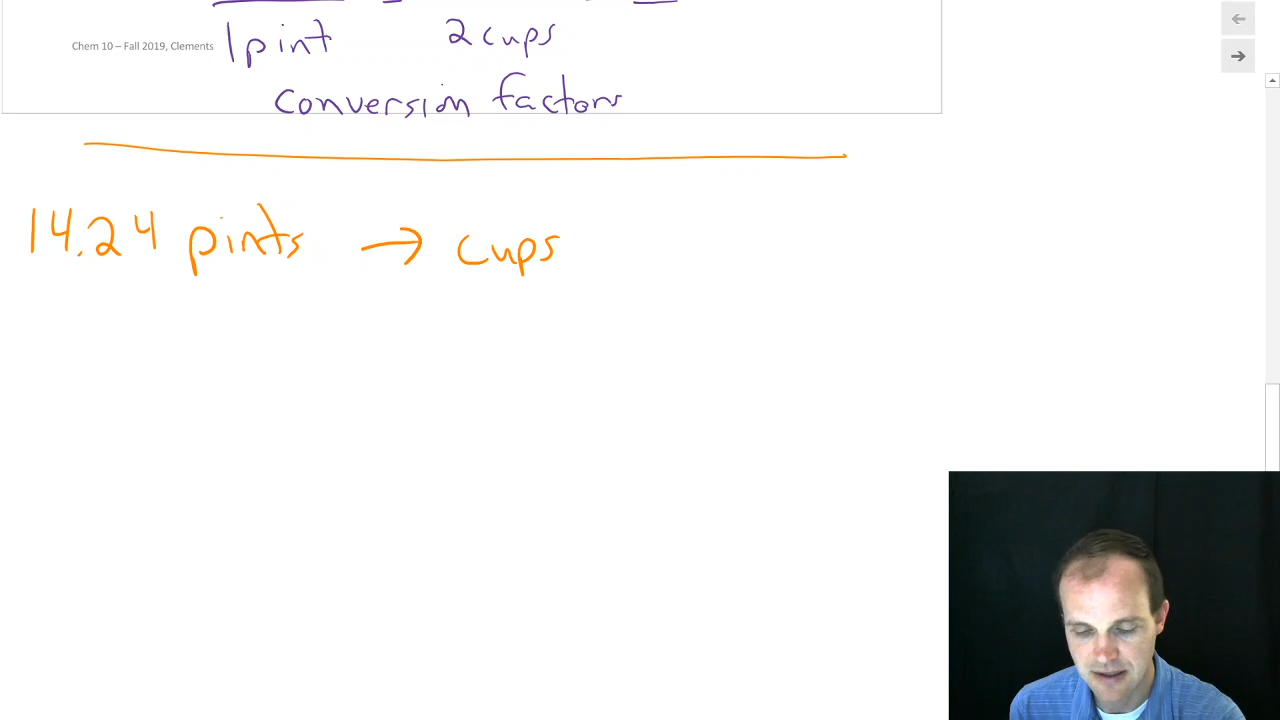 1 pint 2 cups
Chem 10 – Fall 2019, Clements
conversion factors
14.24 pints → cups